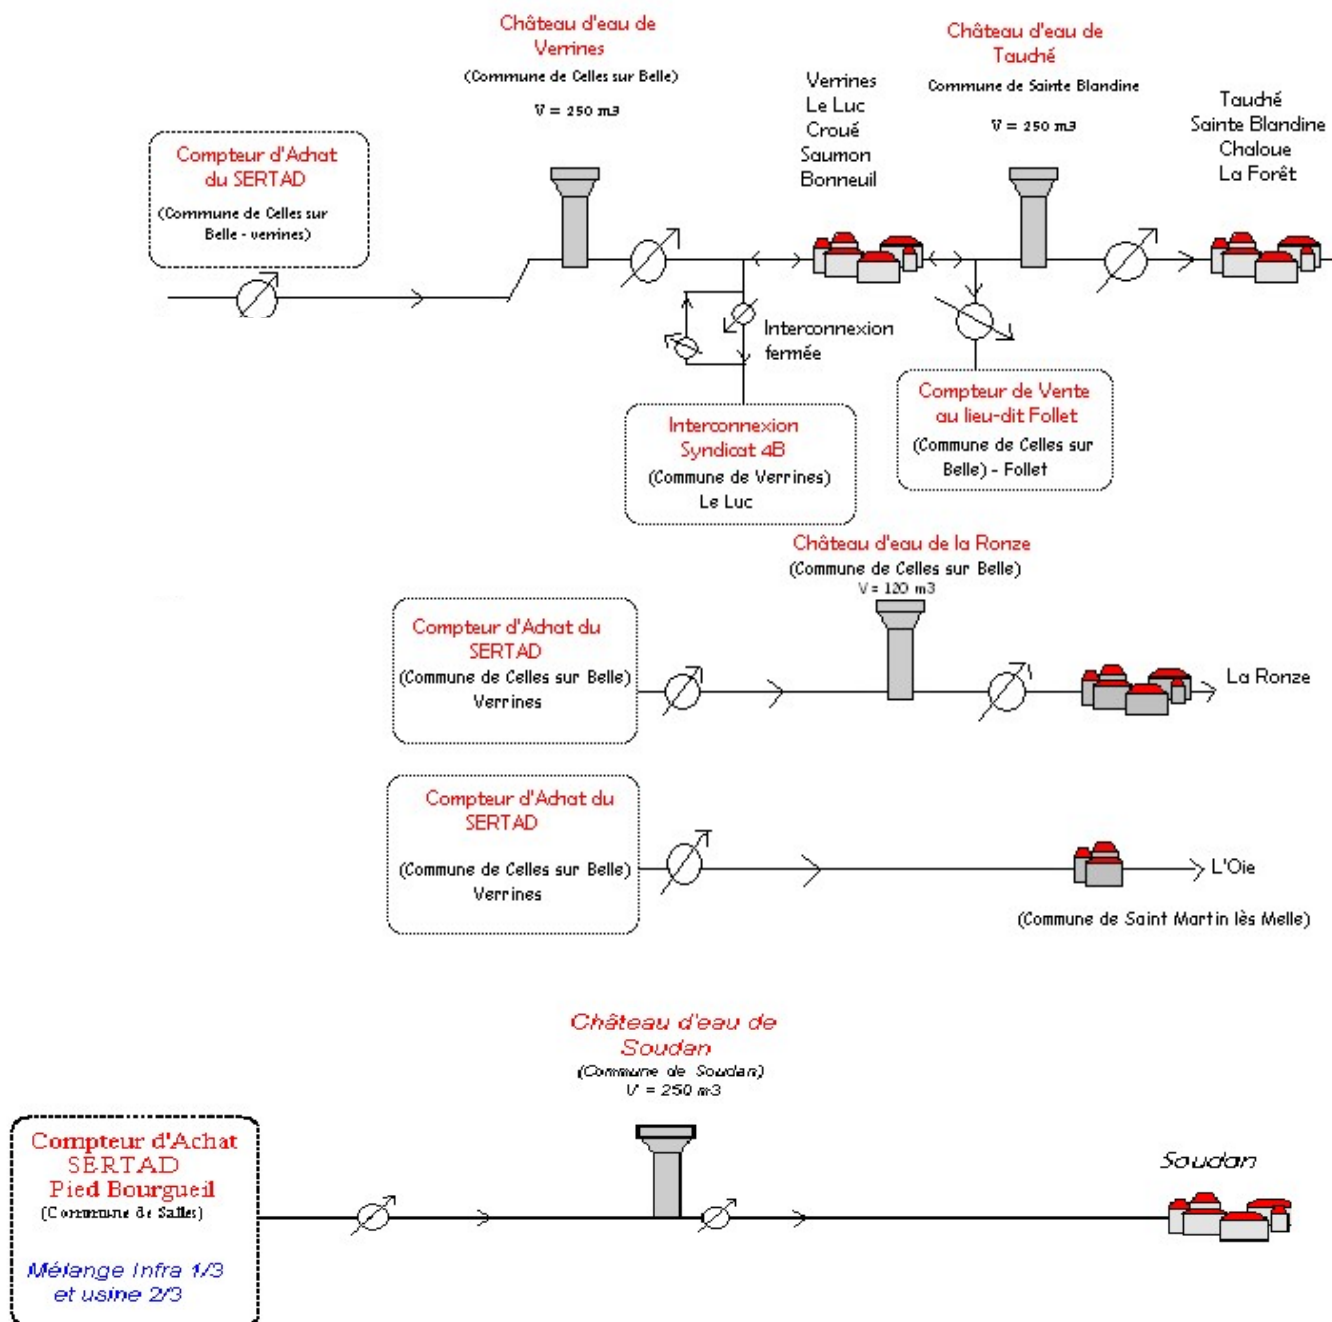 Château d'eau de
Verrines
(Commune de Celles sur Belle)
V = 250 m3
Château d'eau de
Tauché
Commune de Sainte Blandine
V = 250 m3
Verrines
Le Luc
Croué
Saumon
Bonneuil
Tauché
Sainte Blandine
Chaloue
La Forêt
Compteur d'Achat
du SERTAD
(Commune de Celles sur
Belle - verrines)
Interconnexion
fermée
Interconnexion
Syndicat 4B
(Commune de Verrines)
Le Luc
Compteur de Vente
au lieu-dit Follet
(Commune de Celles sur
Belle) - Follet
Château d'eau de la Ronze
(Commune de Celles sur Belle)
V = 120 m3
Compteur d'Achat du
SERTAD
(Commune de Celles sur Belle)
Verrines
La Ronze
Compteur d'Achat du
SERTAD
(Commune de Celles sur Belle)
Verrines
L'Oie
(Commune de Saint Martin lès Melle)
Château d'eau de
Soudan
(Commune de Soudan)
V = 250 m3
Compteur d'Achat
SERTAD
Pied Bourgueil
(Commune de Salles)
Mélange Infra 1/3
et usine 2/3
Soudan